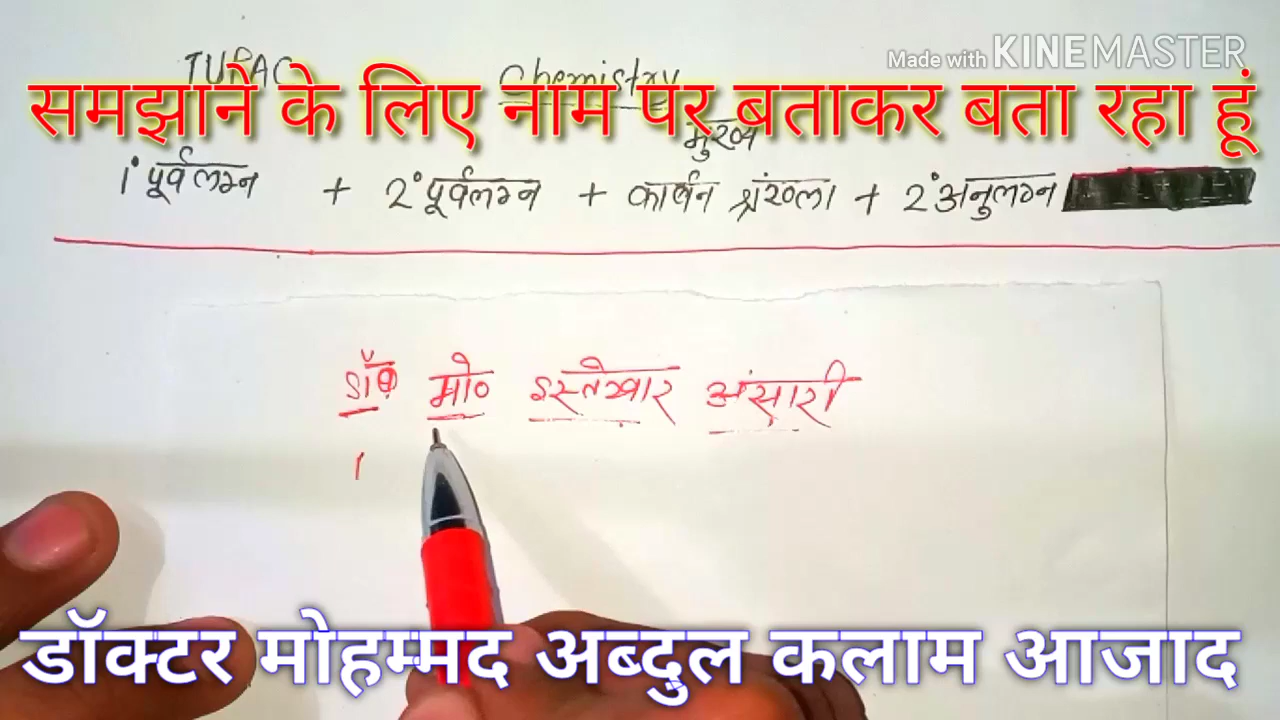 Made with KINEMASTER
IUPAC Chemistry
समझाने के लिए नाम पर बताकर बता रहा हूं
मुख्य
1° पूर्वलग्न + 2° पूर्वलग्न + कार्बन श्रंखला + 2° अनुलग्न
डॉ० मो० इस्तेखार अंसारी
1
डॉक्टर मोहम्मद अब्दुल कलाम आजाद